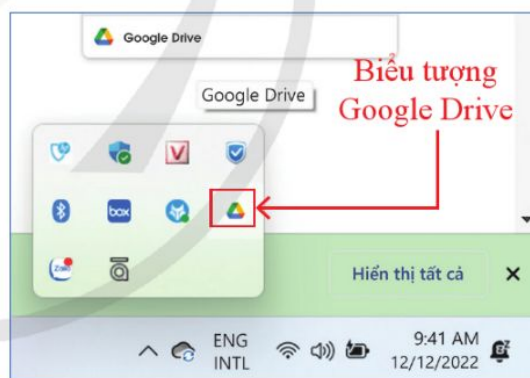 Google Drive
Google Drive
Biểu tượng
Google Drive
V
box
Zalo
Hiển thị tất cả
ENG
INTL
9:41 AM
12/12/2022